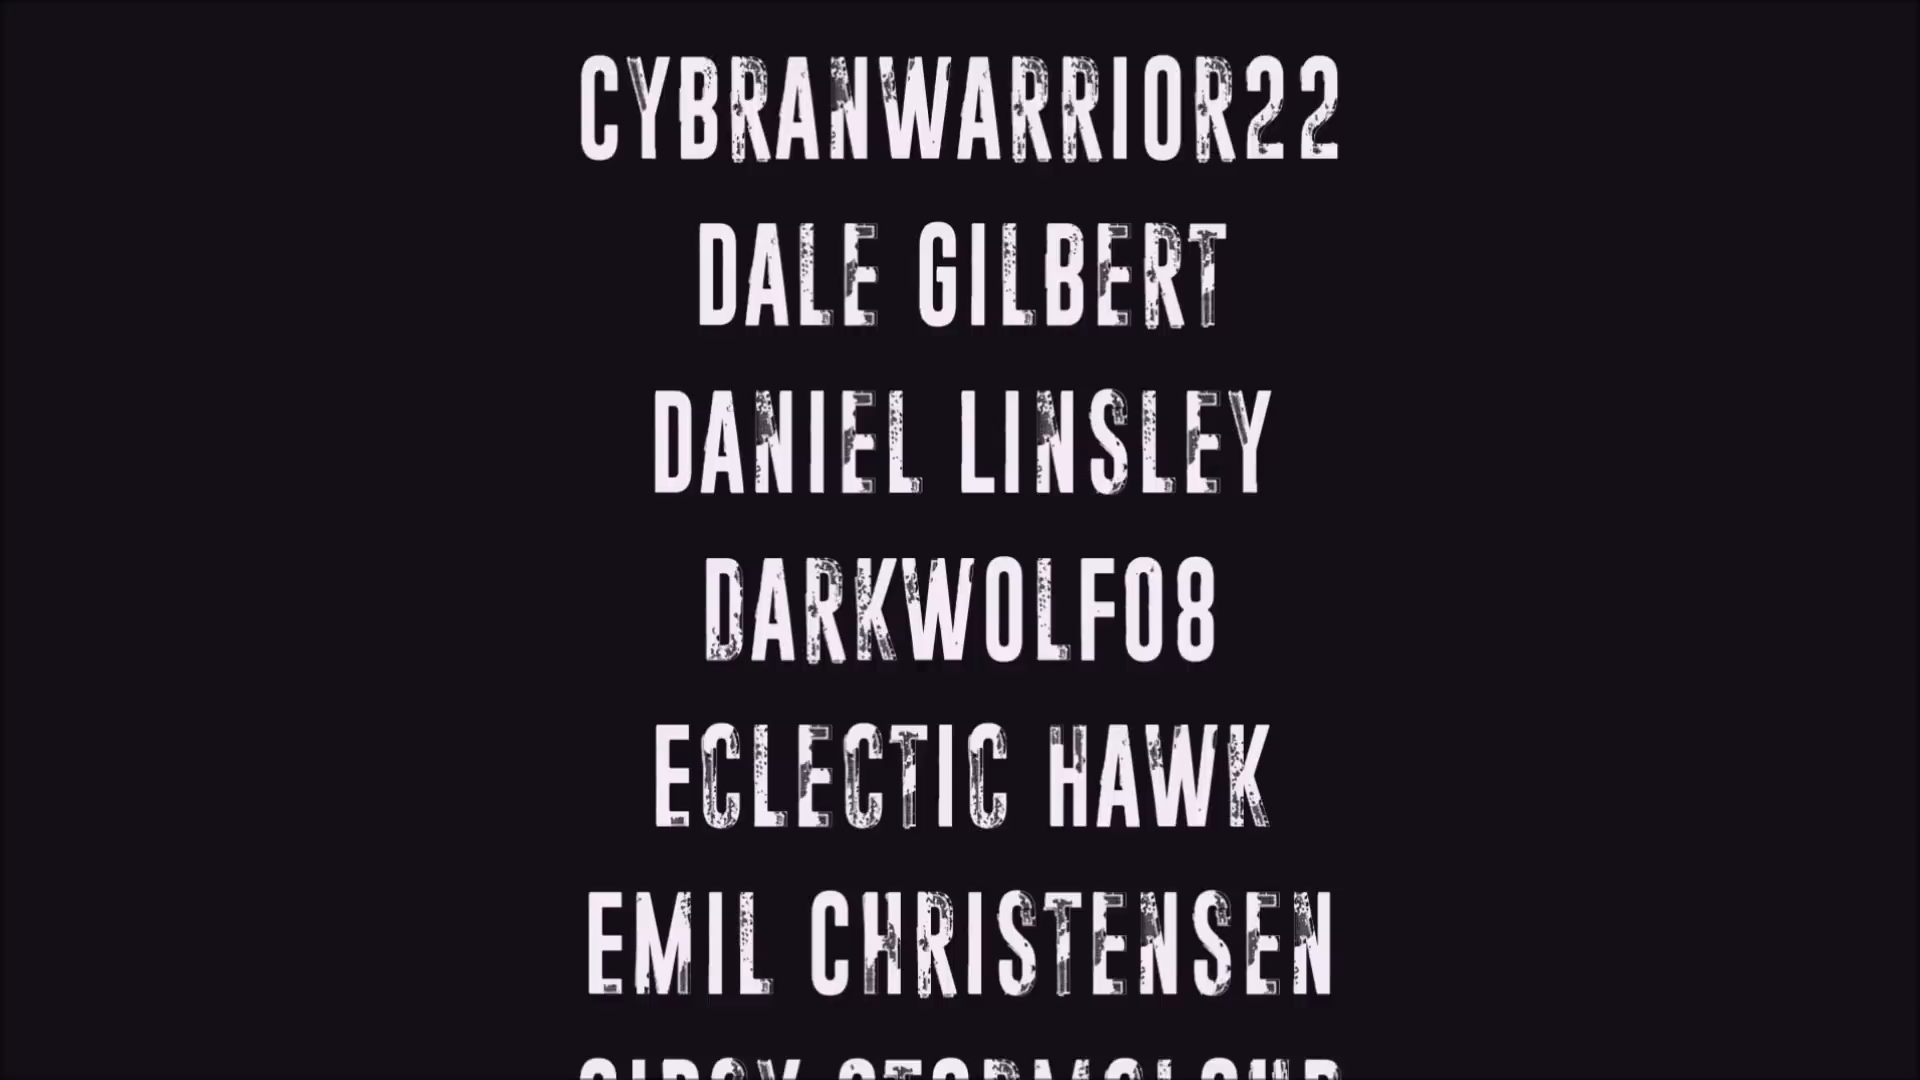 CYBRANWARRIOR22
DALE GILBERT
DANIEL LINSLEY
DARKWOLF08
ECLECTIC HAWK
EMIL CHRISTENSEN